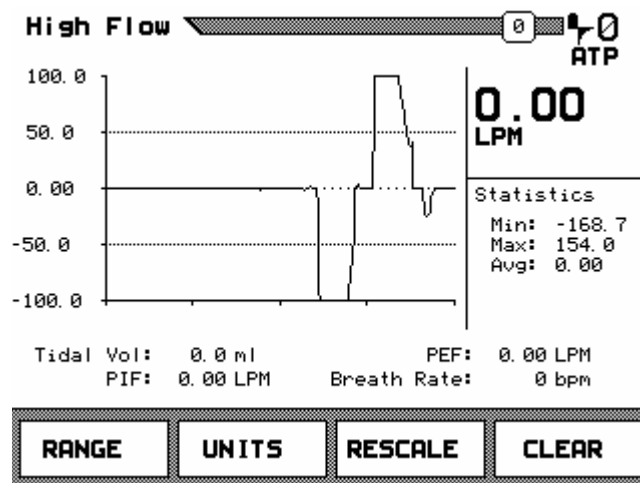 High Flow 0 0
ATP
100.0
50.0
0.00
-50.0
-100.0
0.00
LPM
Statistics
Min: -168.7
Max: 154.0
Avg: 0.00
Tidal Vol: 0.0 ml PEF: 0.00 LPM
PIF: 0.00 LPM Breath Rate: 0 bpm
RANGE UNITS RESCALE CLEAR